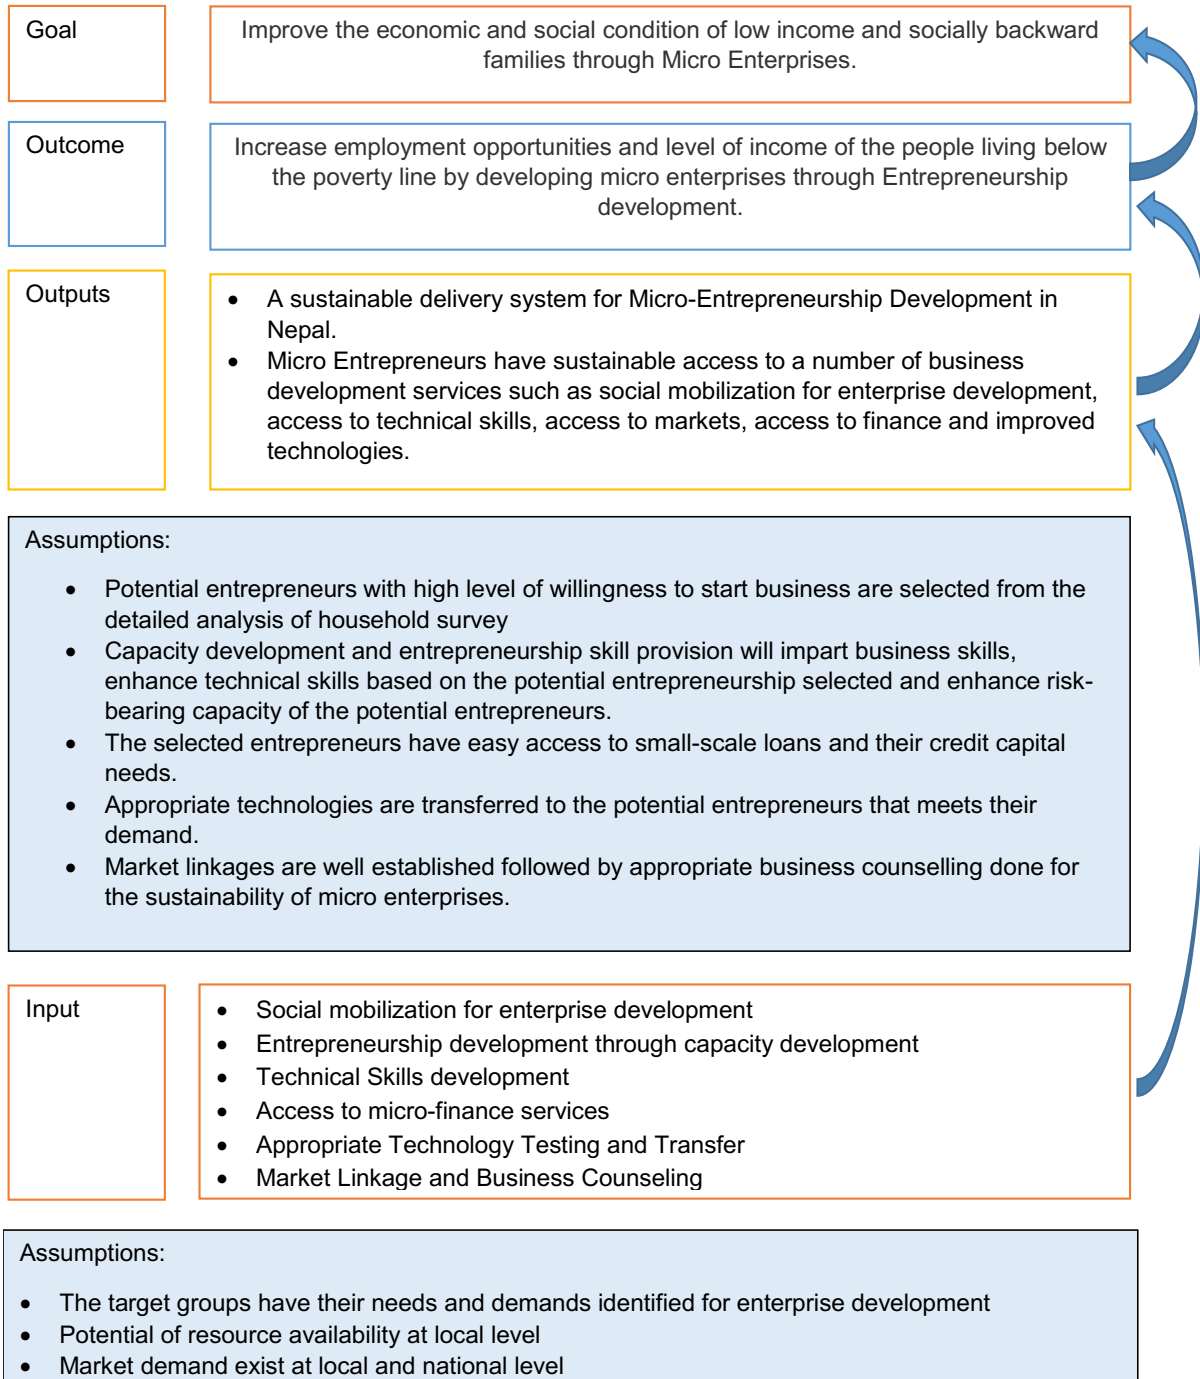 Goal
Improve the economic and social condition of low income and socially backward
families through Micro Enterprises.
Outcome
Increase employment opportunities and level of income of the people living below
the poverty line by developing micro enterprises through Entrepreneurship
development.
Outputs
• A sustainable delivery system for Micro-Entrepreneurship Development in
Nepal.
• Micro Entrepreneurs have sustainable access to a number of business
development services such as social mobilization for enterprise development,
access to technical skills, access to markets, access to finance and improved
technologies.
Assumptions:
• Potential entrepreneurs with high level of willingness to start business are selected from the
detailed analysis of household survey
• Capacity development and entrepreneurship skill provision will impart business skills,
enhance technical skills based on the potential entrepreneurship selected and enhance risk-
bearing capacity of the potential entrepreneurs.
• The selected entrepreneurs have easy access to small-scale loans and their credit capital
needs.
• Appropriate technologies are transferred to the potential entrepreneurs that meets their
demand.
• Market linkages are well established followed by appropriate business counselling done for
the sustainability of micro enterprises.
Input
• Social mobilization for enterprise development
• Entrepreneurship development through capacity development
• Technical Skills development
• Access to micro-finance services
• Appropriate Technology Testing and Transfer
• Market Linkage and Business Counseling
Assumptions:
• The target groups have their needs and demands identified for enterprise development
• Potential of resource availability at local level
• Market demand exist at local and national level